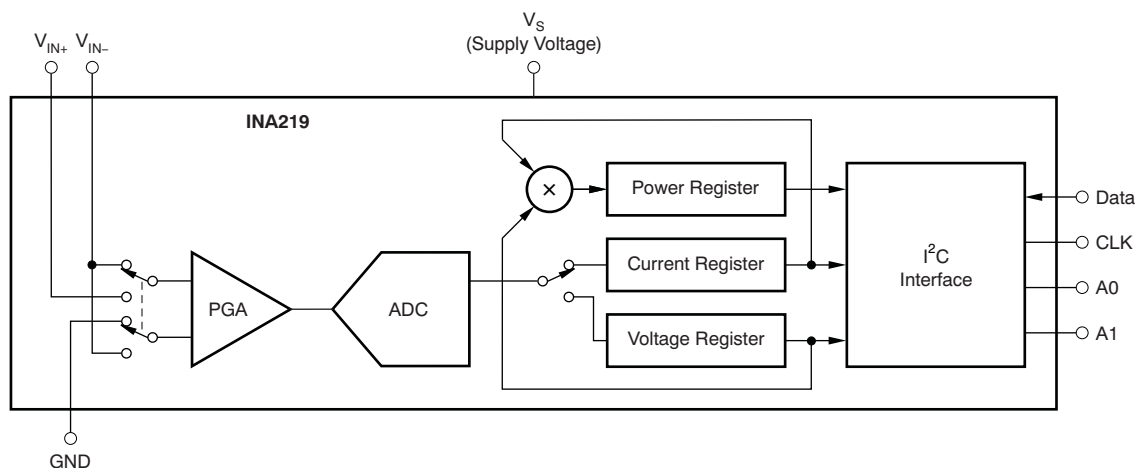 V_IN+
V_IN−
V_S
(Supply Voltage)
INA219
×
Power Register
Current Register
Voltage Register
PGA
ADC
I²C
Interface
Data
CLK
A0
A1
GND